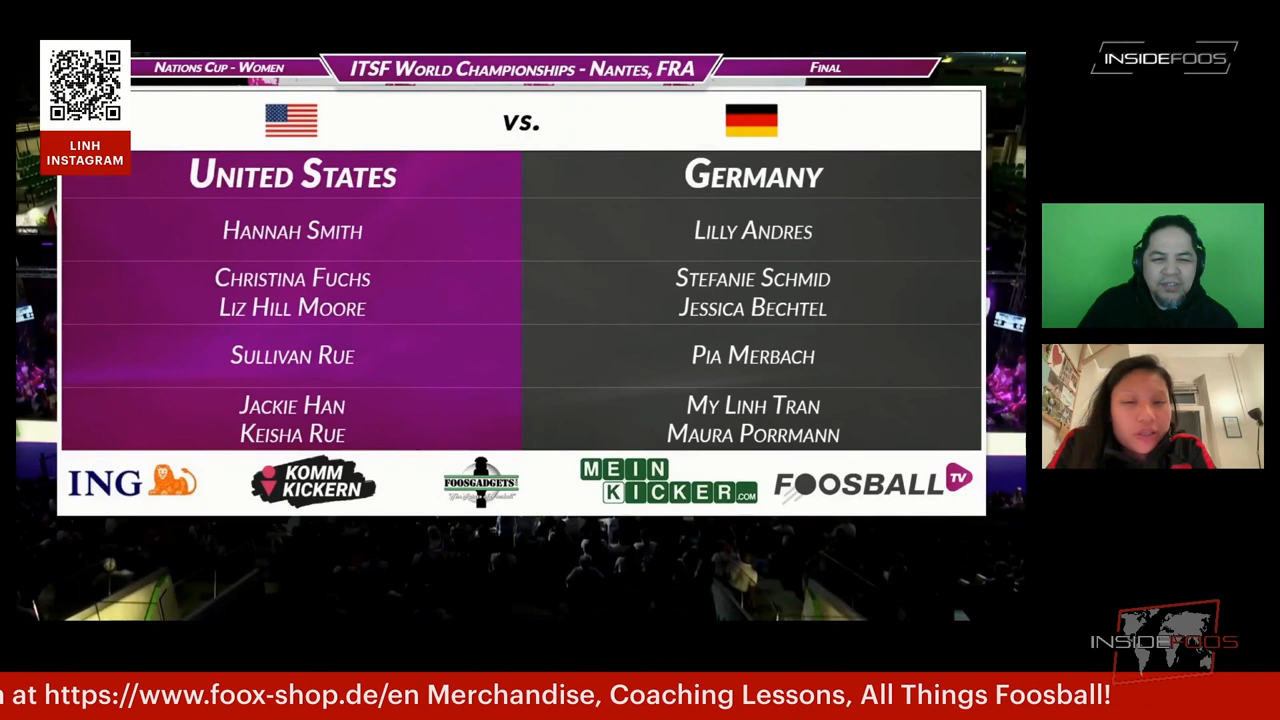 LINH
INSTAGRAM
Nations Cup - Women
ITSF World Championships - Nantes, FRA
Final
INSIDEFOOS
vs.
United States
Germany
Hannah Smith
Lilly Andres
Christina Fuchs
Liz Hill Moore
Stefanie Schmid
Jessica Bechtel
Sullivan Rue
Pia Merbach
Jackie Han
Keisha Rue
My Linh Tran
Maura Porrmann
ING
KOMM
KICKERN
FOOSGADGETS!
MEIN
KICKER.COM
FOOSBALL TV
INSIDEFOOS
at https://www.foox-shop.de/en Merchandise, Coaching Lessons, All Things Foosball!